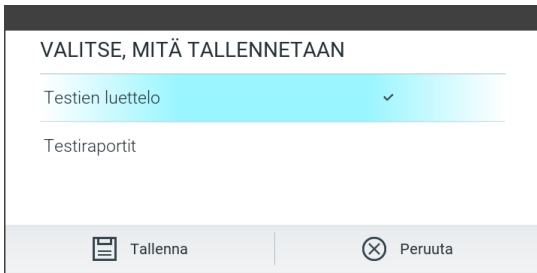 VALITSE, MITÄ TALLENNETAAN
Testien luettelo
Testiraportit
Tallenna
Peruuta